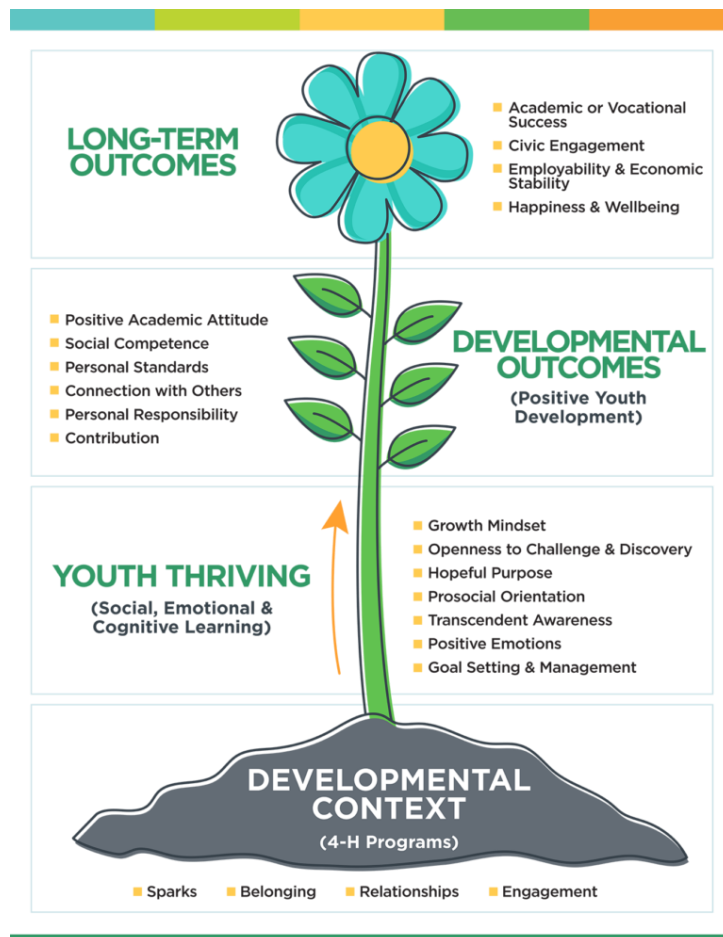 LONG-TERM
OUTCOMES
Academic or Vocational
Success
Civic Engagement
Employability & Economic
Stability
Happiness & Wellbeing
Positive Academic Attitude
Social Competence
Personal Standards
Connection with Others
Personal Responsibility
Contribution
DEVELOPMENTAL
OUTCOMES
(Positive Youth
Development)
YOUTH THRIVING
(Social, Emotional &
Cognitive Learning)
Growth Mindset
Openness to Challenge & Discovery
Hopeful Purpose
Prosocial Orientation
Transcendent Awareness
Positive Emotions
Goal Setting & Management
DEVELOPMENTAL
CONTEXT
(4-H Programs)
Sparks Belonging Relationships Engagement